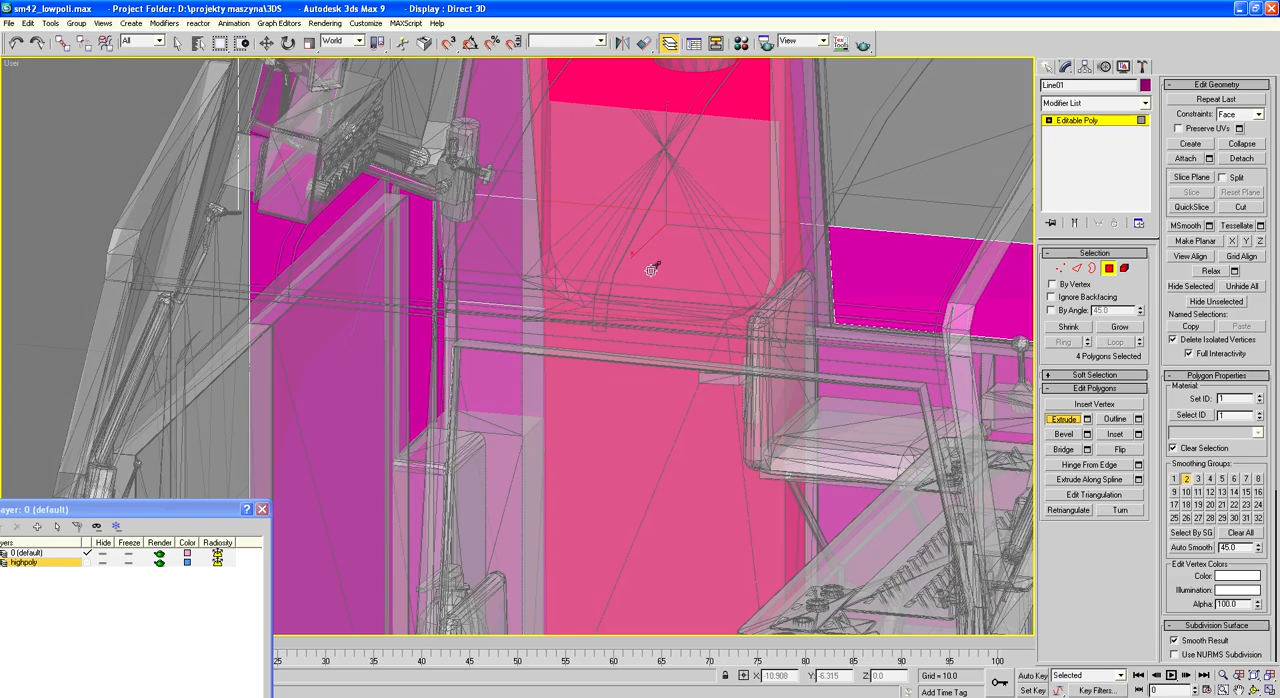 sm42_lowpoli.max - Project Folder: D:\projekty maszyna\3DS - Autodesk 3ds Max 9 - Display : Direct 3D
File Edit Tools Group Views Create Modifiers reactor Animation Graph Editors Rendering Customize MAXScript Help
All World View
User
Line01
Modifier List
Editable Poly
Selection
By Vertex
Ignore Backfacing
By Angle: 45.0
Shrink Grow
Ring Loop
4 Polygons Selected
Soft Selection
Edit Polygons
Insert Vertex
Extrude Outline
Bevel Inset
Bridge Flip
Hinge From Edge
Extrude Along Spline
Edit Triangulation
Retriangulate Turn
Edit Geometry
Repeat Last
Constraints: Face
Preserve UVs
Create Collapse
Attach Detach
Slice Plane Split
Slice Reset Plane
QuickSlice Cut
MSmooth Tessellate
Make Planar X Y Z
View Align Grid Align
Relax
Hide Selected Unhide All
Hide Unselected
Named Selections:
Copy Paste
Delete Isolated Vertices
Full Interactivity
Polygon Properties
Material:
Set ID: 1
Select ID 1
Clear Selection
Smoothing Groups:
1 2 3 4 5 6 7 8
9 10 11 12 13 14 15 16
17 18 19 20 21 22 23 24
25 26 27 28 29 30 31 32
Select By SG Clear All
Auto Smooth 45.0
Edit Vertex Colors
Color:
Illumination:
Alpha: 100.0
Subdivision Surface
Smooth Result
Use NURMS Subdivision
ayer: 0 (default)
yers Hide Freeze Render Color Radiosity
0 (default)
highpoly
25 30 35 40 45 50 55 60 65 70 75 80 85 90 95 100
X: -10.908 Y: -6.315 Z: 0.0 Grid = 10.0
Add Time Tag
Auto Key Selected
Set Key Key Filters...